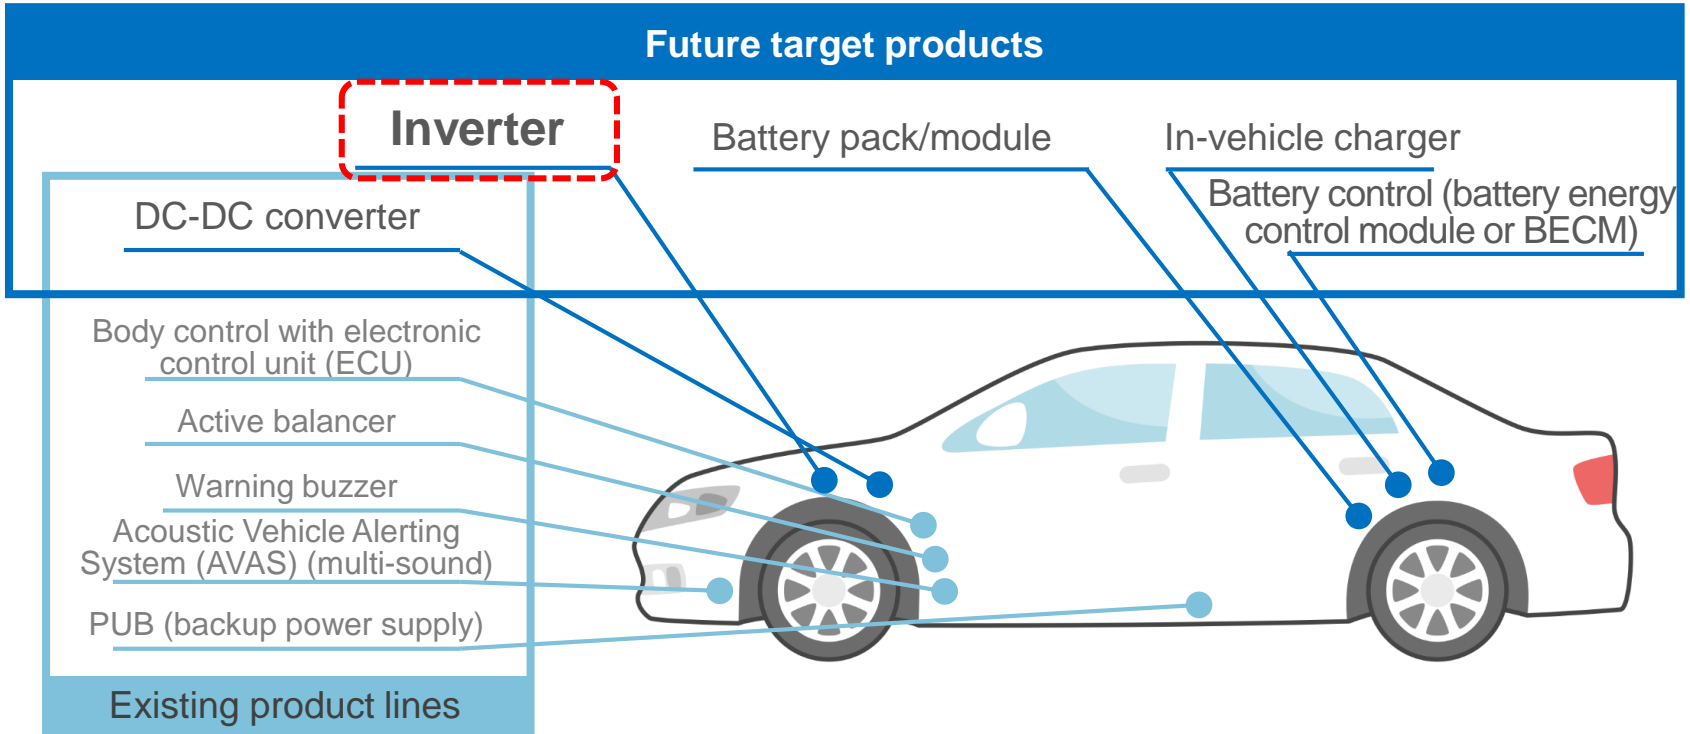 Future target products
Inverter
Battery pack/module
In-vehicle charger
Battery control (battery energy
control module or BECM)
DC-DC converter
Body control with electronic
control unit (ECU)
Active balancer
Warning buzzer
Acoustic Vehicle Alerting
System (AVAS) (multi-sound)
PUB (backup power supply)
Existing product lines